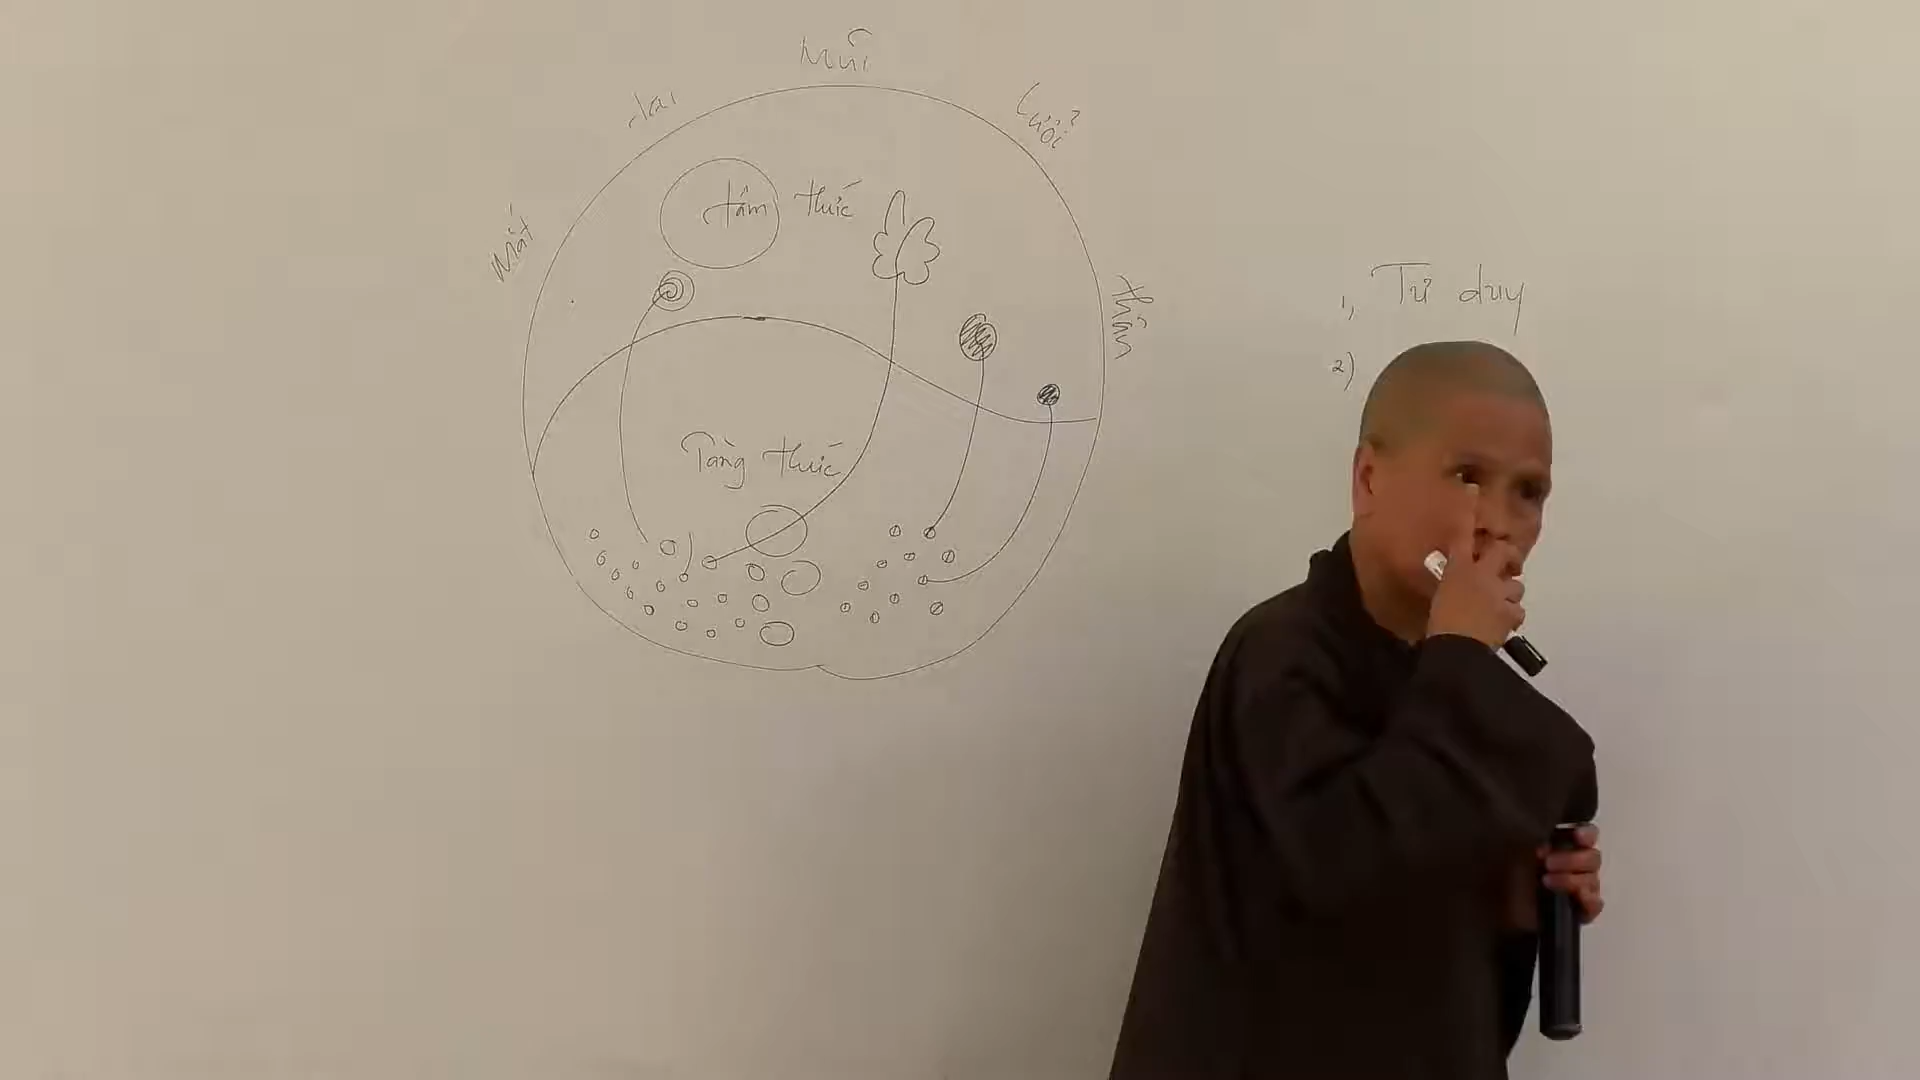 Mũi
tai
Lưỡi
Mắt
tâm thức
thân
1, Tư duy
2)
Tàng thức